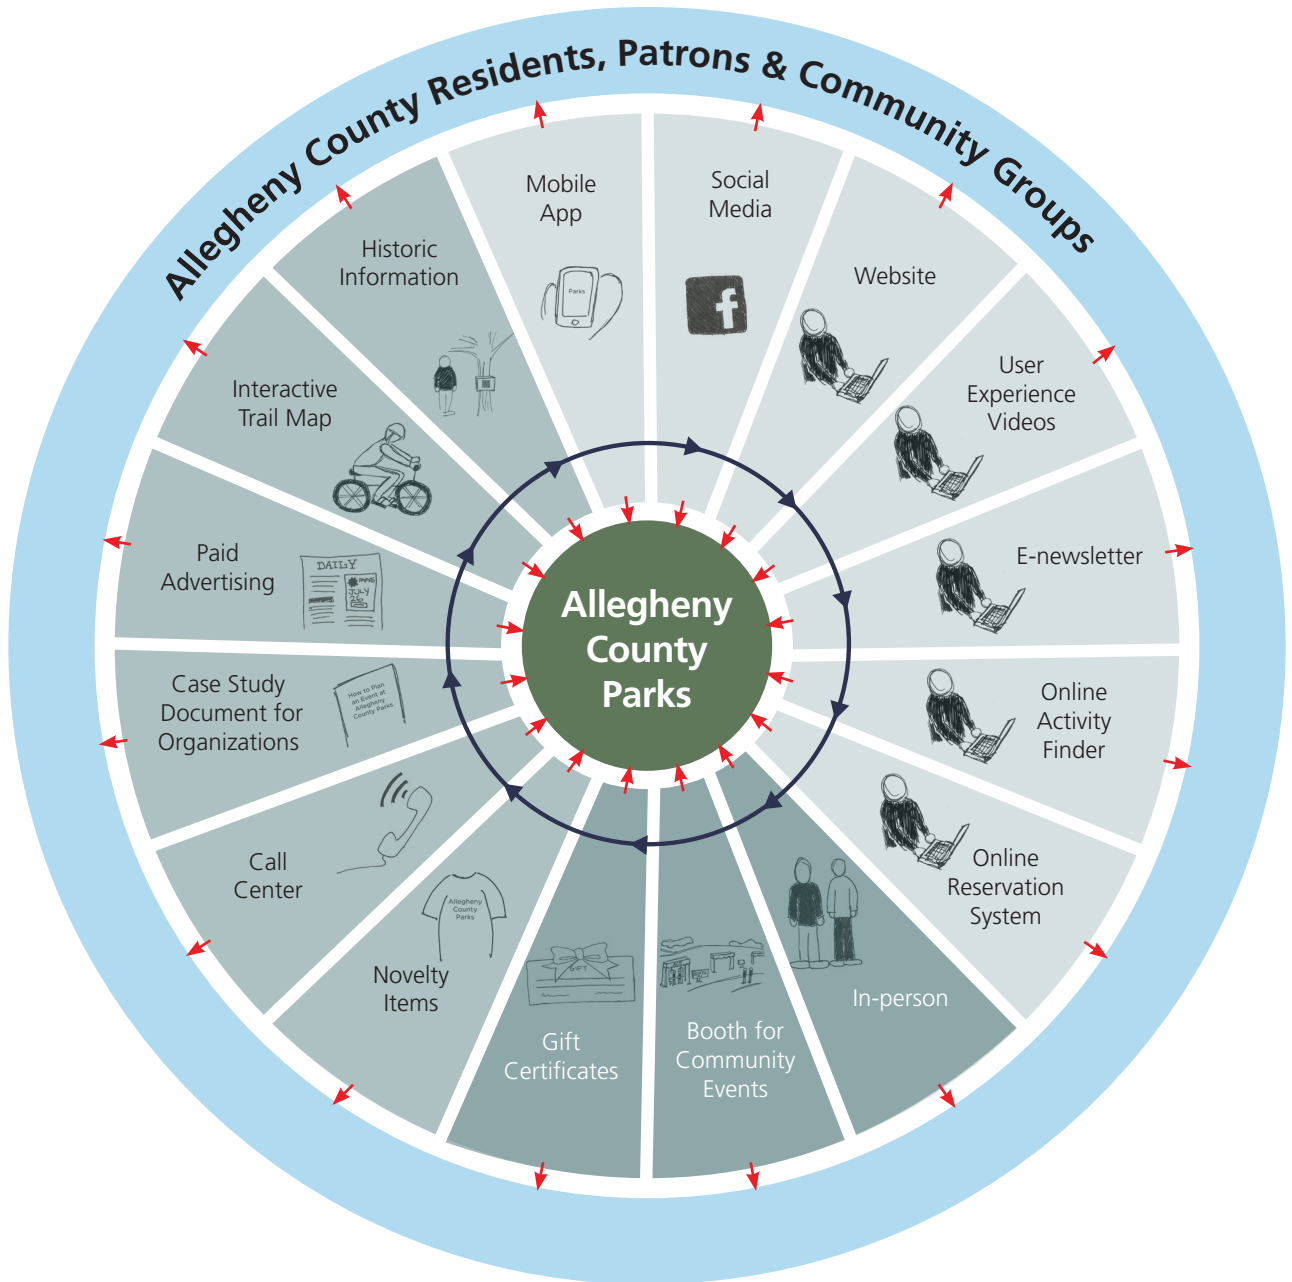 Allegheny County Residents, Patrons & Community Groups
Mobile
App
Parks
Social
Media
f
Website
User
Experience
Videos
E-newsletter
Online
Activity
Finder
Online
Reservation
System
In-person
Booth for
Community
Events
Gift
Certificates
GIFT
Novelty
Items
Allegheny
County
Parks
Call
Center
Case Study
Document for
Organizations
How to Plan
an Event at
Allegheny
County Parks
Paid
Advertising
DAILY
JULY
26
Interactive
Trail Map
Historic
Information
Allegheny
County
Parks